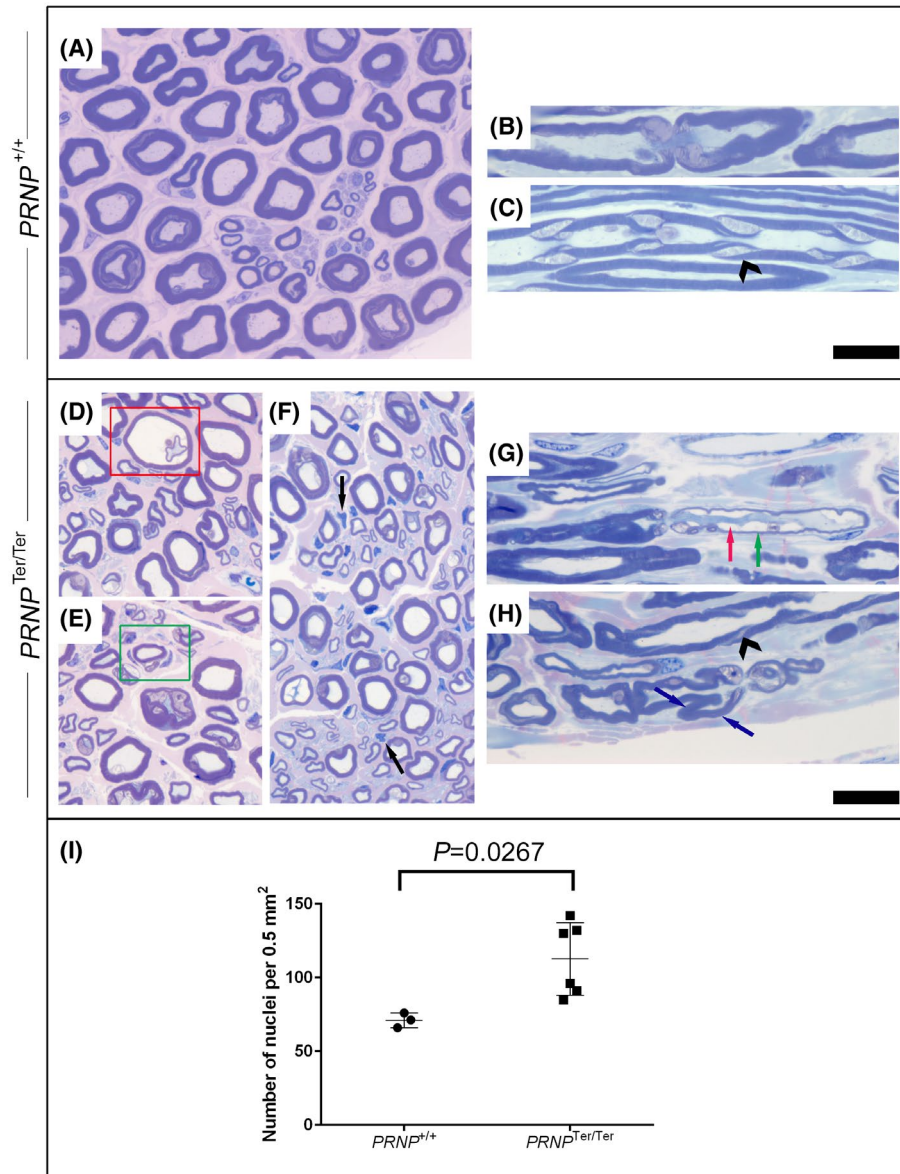 PRNP+/+
(A)
(B)
(C)
PRNPTer/Ter
(D)
(F)
(G)
(E)
(H)
(I)
P=0.0267
Number of nuclei per 0.5 mm2
150
100
50
0
PRNP+/+
PRNPTer/Ter